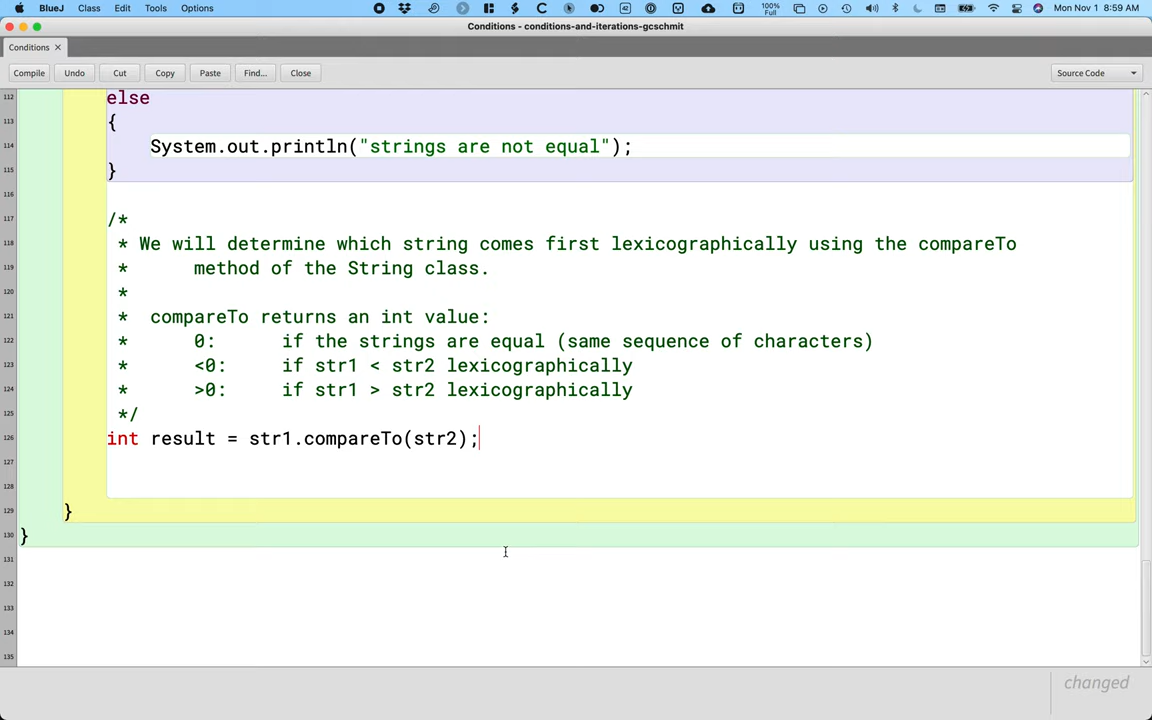 BlueJ Class Edit Tools Options 100% Full Mon Nov 1 8:59 AM
Conditions - conditions-and-iterations-gcschmit
Conditions ×
Compile Undo Cut Copy Paste Find... Close Source Code
112 else
113 {
114 System.out.println("strings are not equal");
115 }
116
117 /*
118 * We will determine which string comes first lexicographically using the compareTo
119 * method of the String class.
120 *
121 * compareTo returns an int value:
122 * 0: if the strings are equal (same sequence of characters)
123 * <0: if str1 < str2 lexicographically
124 * >0: if str1 > str2 lexicographically
125 */
126 int result = str1.compareTo(str2);
127
128
129 }
130 }
131
132
133
134
135
changed